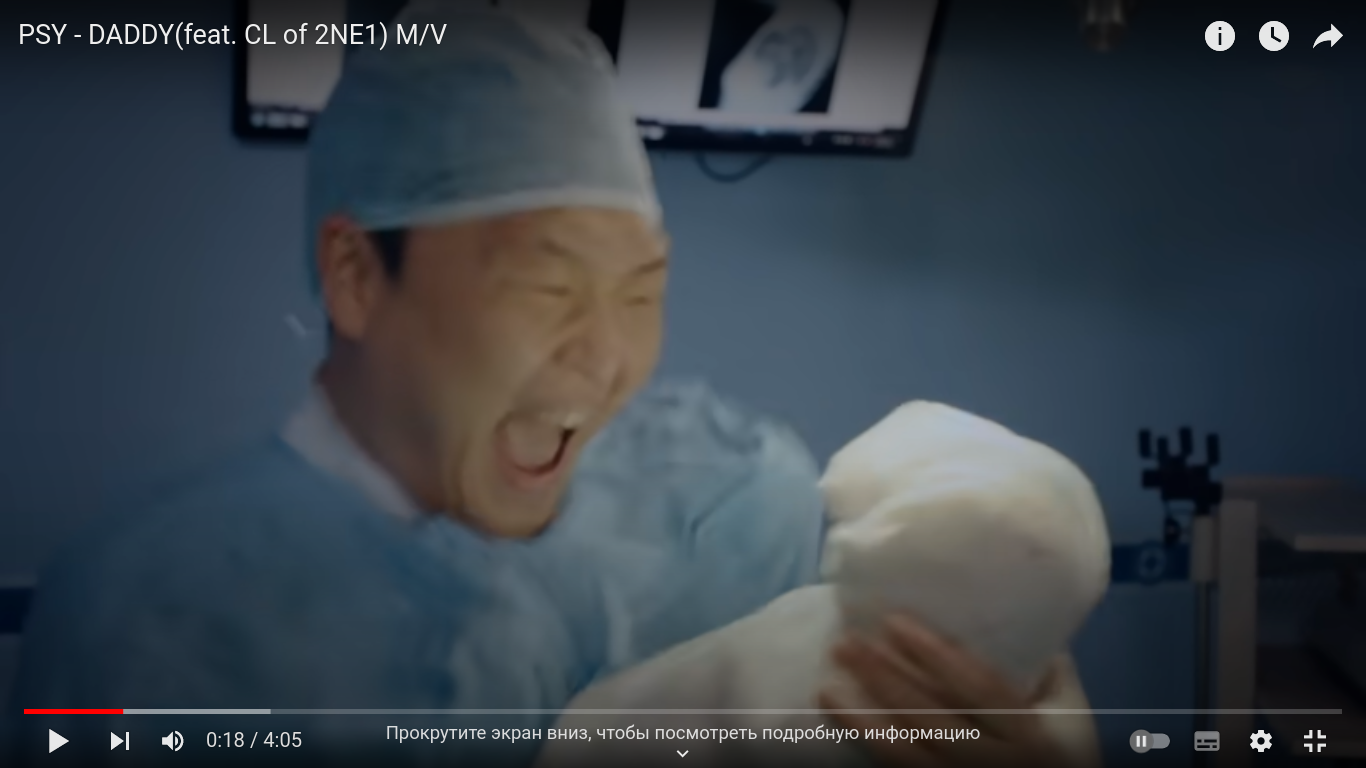 PSY - DADDY(feat. CL of 2NE1) M/V
0:18 / 4:05
Прокрутите экран вниз, чтобы посмотреть подробную информацию